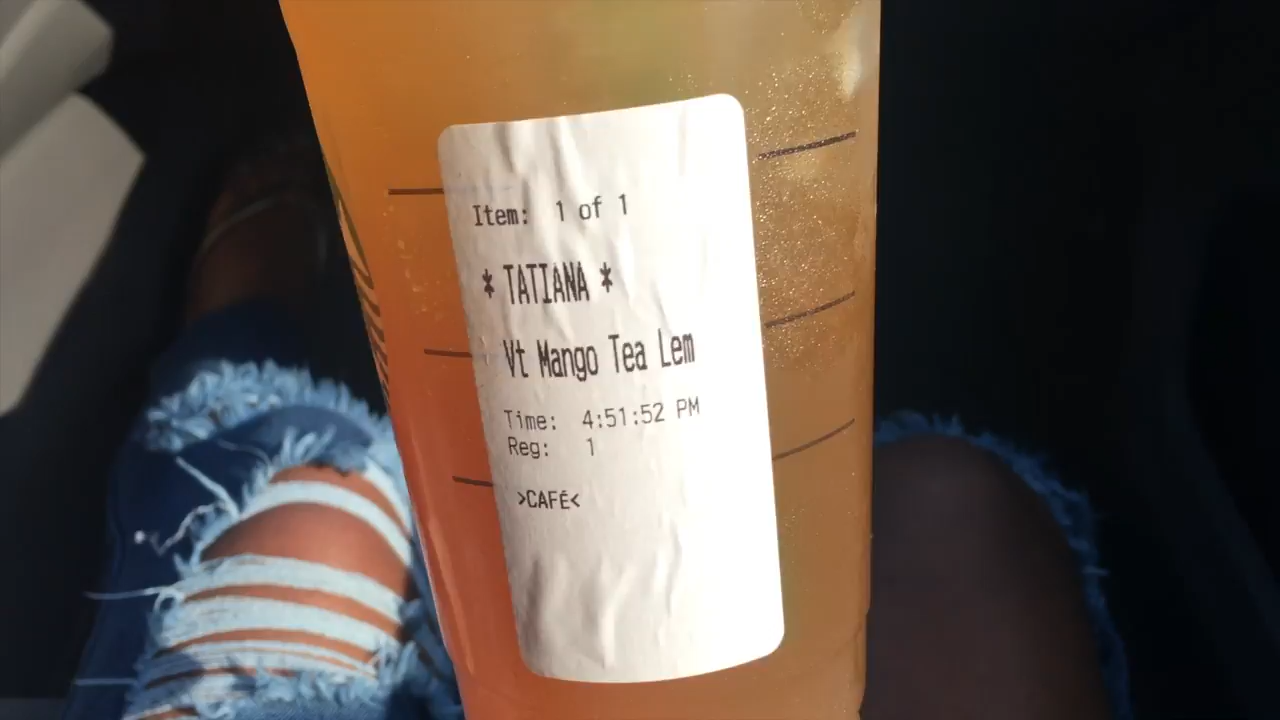 Item: 1 of 1
* TATIANA *
Vt Mango Tea Lem
Time: 4:51:52 PM
Reg: 1
>CAFÉ<